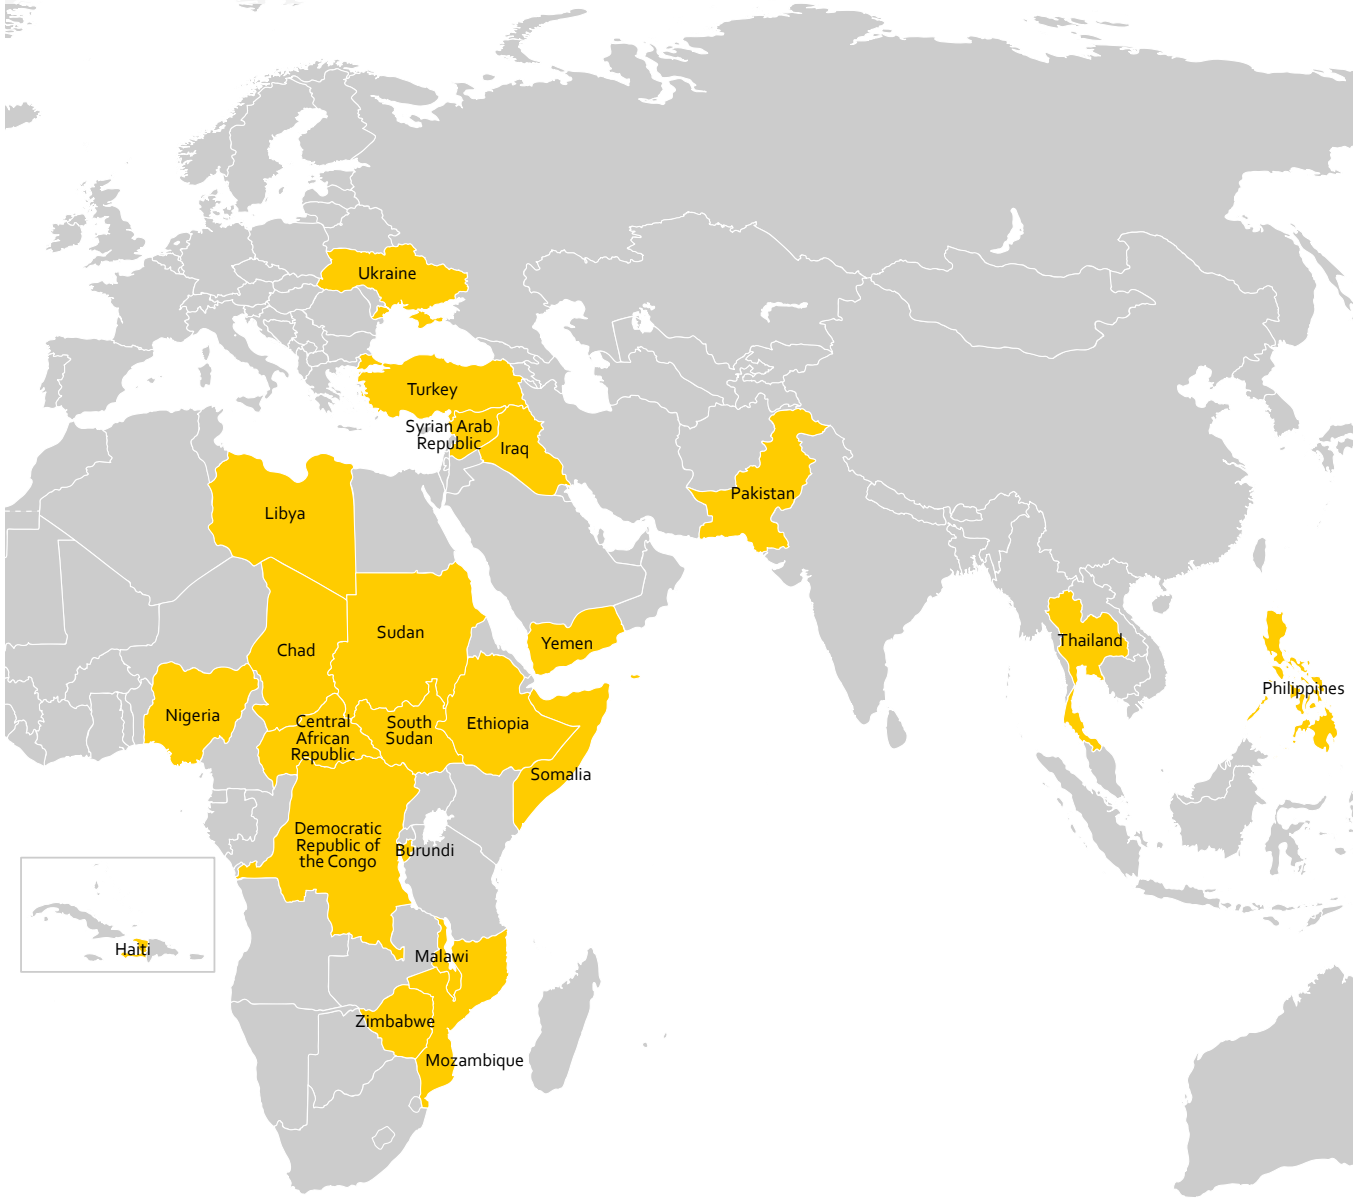 Ukraine
Turkey
Syrian Arab
Republic
Iraq
Pakistan
Libya
Sudan
Yemen
Thailand
Chad
Philippines
Nigeria
Central
African
Republic
South
Sudan
Ethiopia
Somalia
Democratic
Republic of
the Congo
Burundi
Haiti
Malawi
Zimbabwe
Mozambique